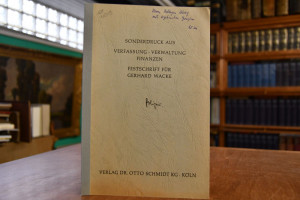 SONDERDRUCK AUS
VERFASSUNG · VERWALTUNG
FINANZEN
FESTSCHRIFT FÜR
GERHARD WACKE
VERLAG DR. OTTO SCHMIDT KG · KÖLN